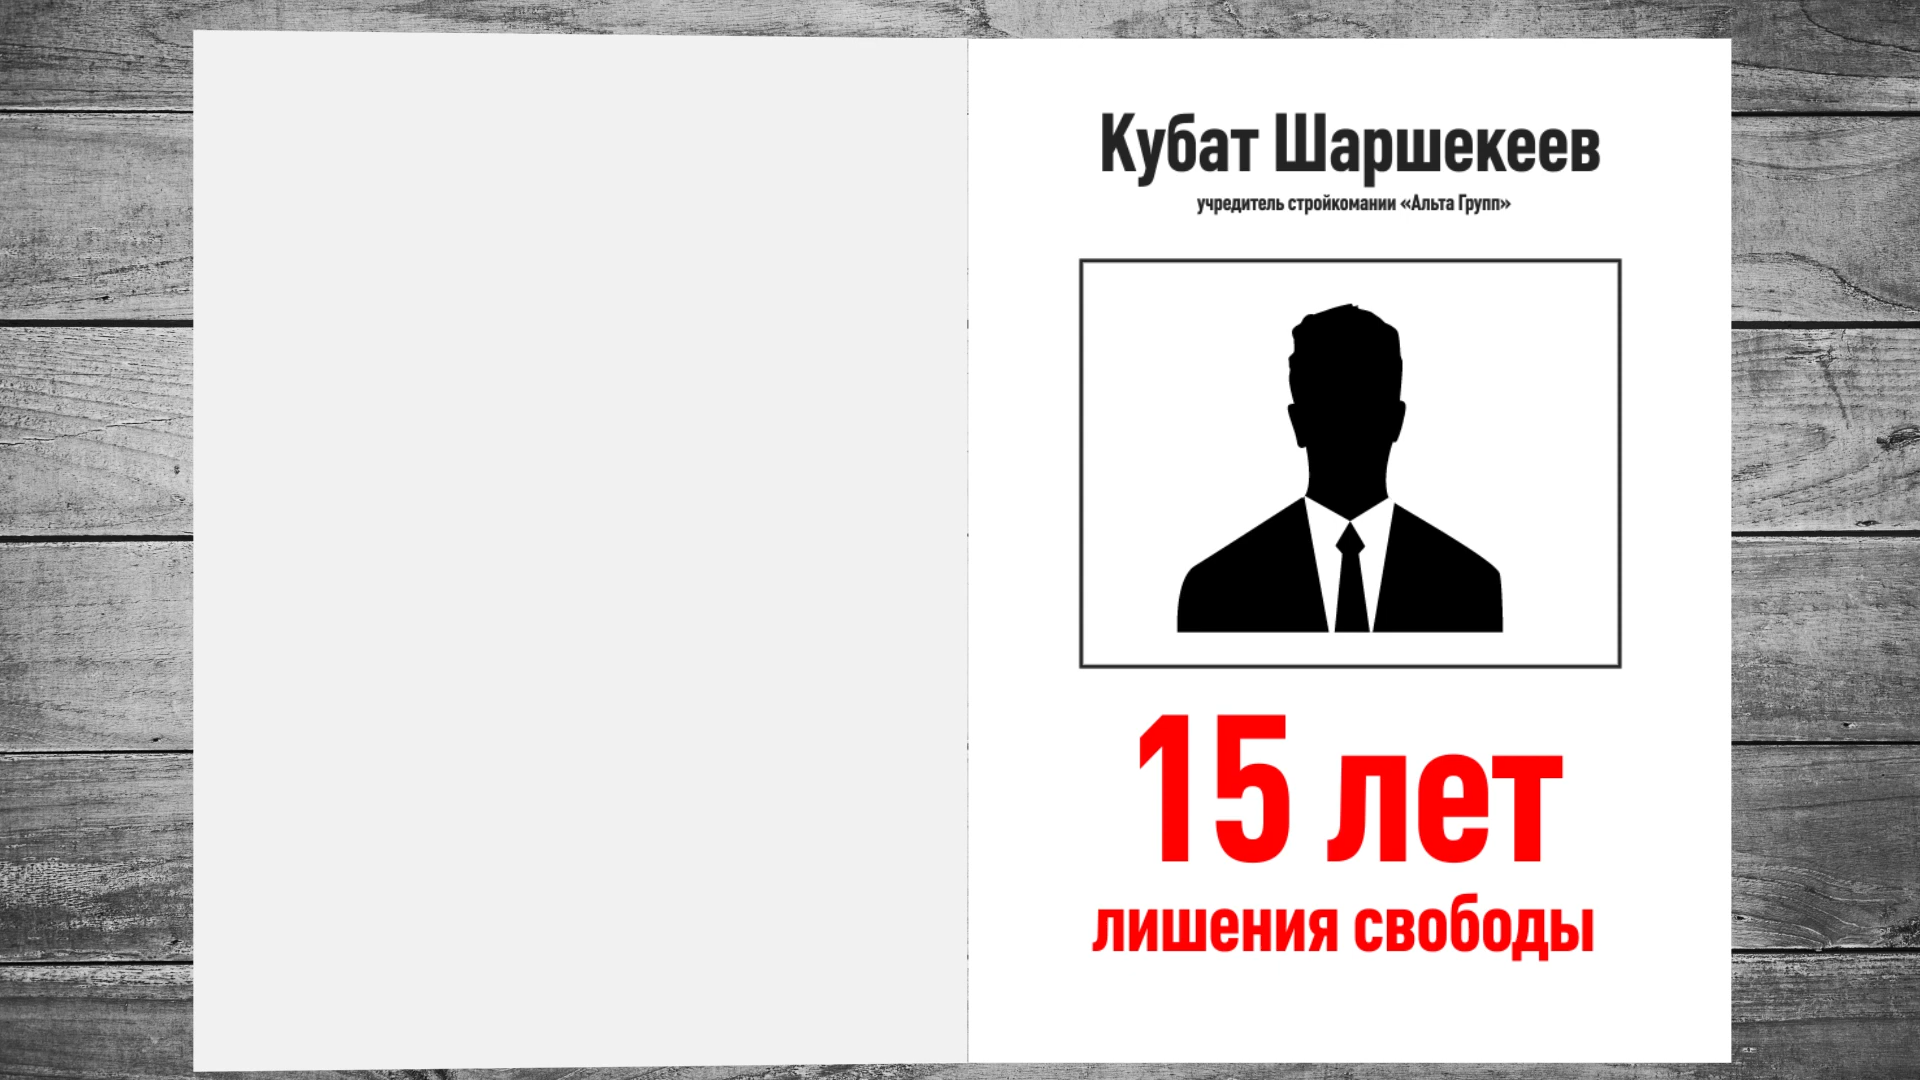 Кубат Шаршекеев
учредитель стройкомании «Альта Групп»
15 лет
лишения свободы